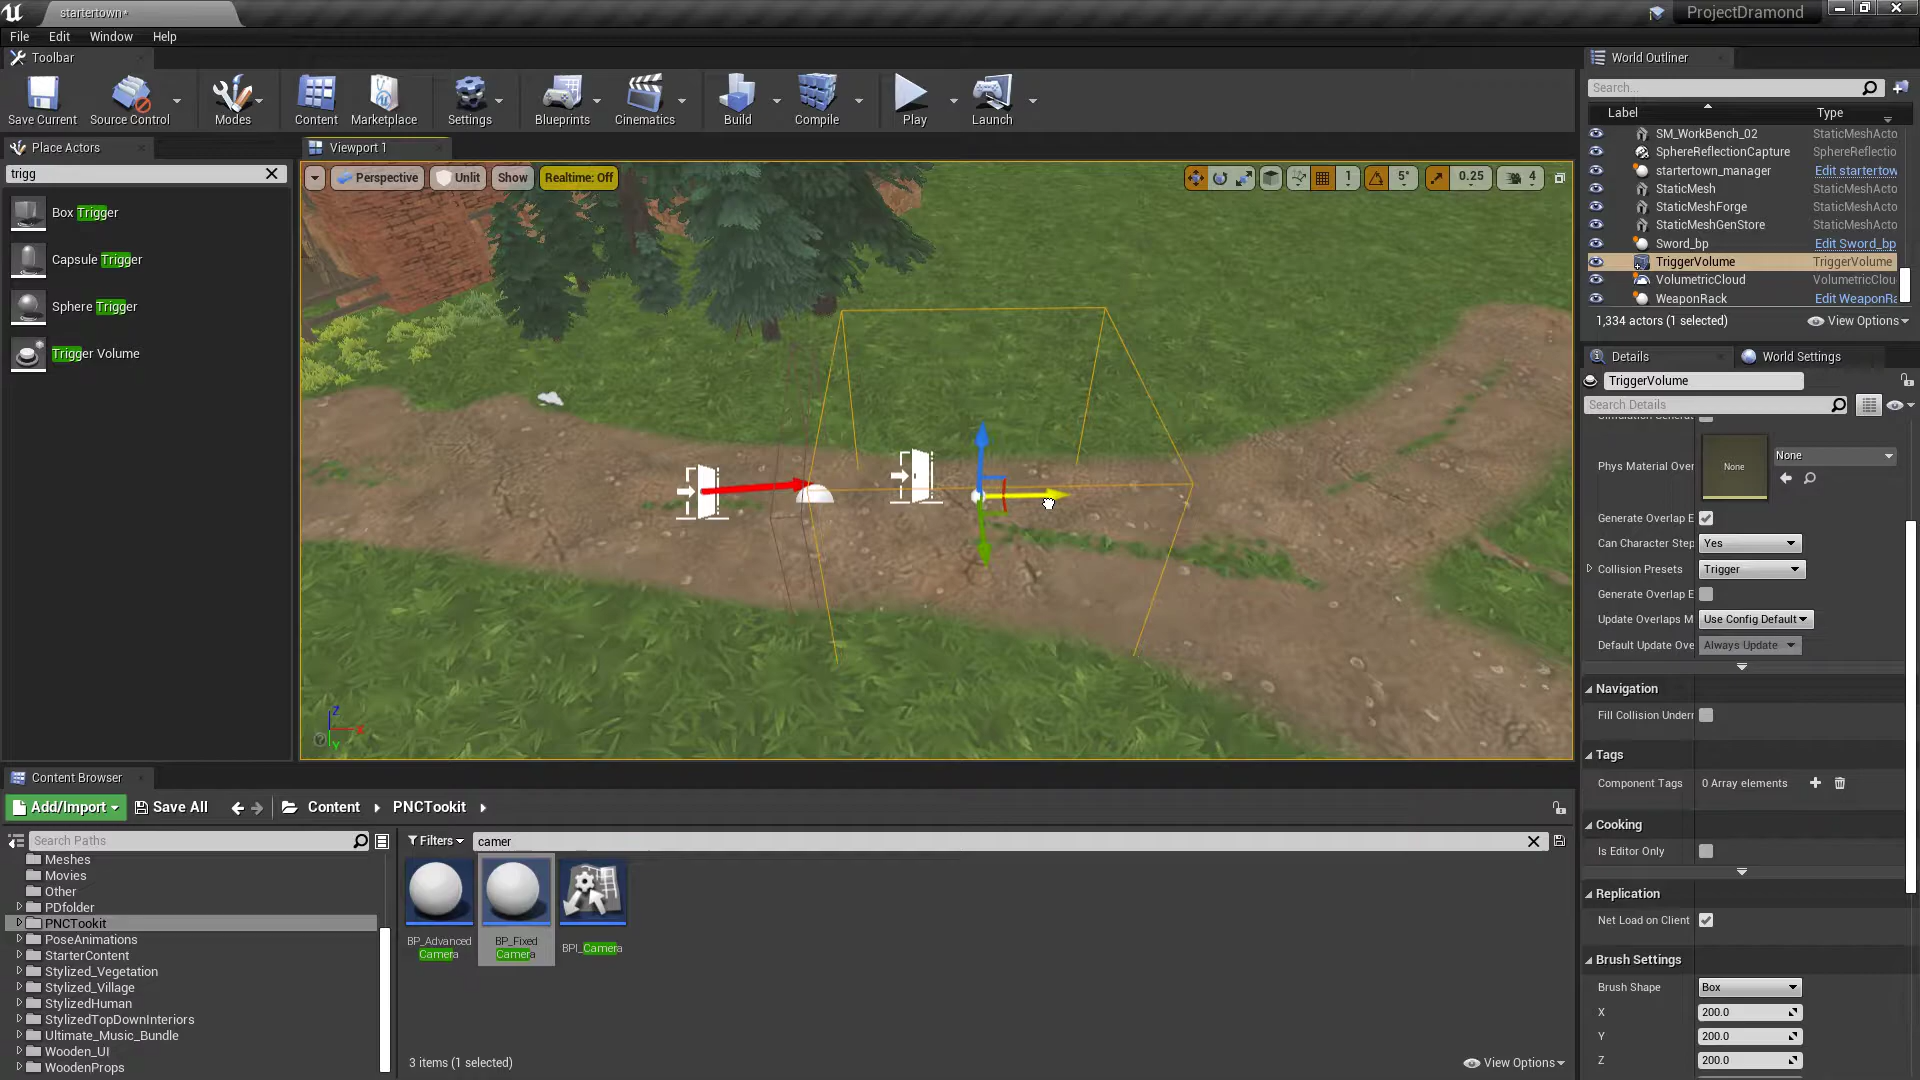 startertown*
ProjectDramond
File Edit Window Help
Toolbar
Save Current
Source Control
Modes
Content
Marketplace
Settings
Blueprints
Cinematics
Build
Compile
Play
Launch
Place Actors
trigg
Box Trigger
Capsule Trigger
Sphere Trigger
Trigger Volume
Viewport 1
Perspective Unlit Show Realtime: Off
1 5° 0.25 4
Z
X
Y
World Outliner
Search...
Label Type
SM_WorkBench_02 StaticMeshActo
SphereReflectionCapture SphereReflectio
startertown_manager Edit startertow
StaticMesh StaticMeshActo
StaticMeshForge StaticMeshActo
StaticMeshGenStore StaticMeshActo
Sword_bp Edit Sword_bp
TriggerVolume TriggerVolume
VolumetricCloud VolumetricClou
WeaponRack Edit WeaponRa
1,334 actors (1 selected) View Options
Details World Settings
TriggerVolume
Search Details
Phys Material Over None None
Generate Overlap E
Can Character Step Yes
Collision Presets Trigger
Generate Overlap E
Update Overlaps M Use Config Default
Default Update Ove Always Update
Navigation
Fill Collision Underr
Tags
Component Tags 0 Array elements
Cooking
Is Editor Only
Replication
Net Load on Client
Brush Settings
Brush Shape Box
X 200.0
Y 200.0
Z 200.0
Content Browser
Add/Import Save All Content PNCTookit
Search Paths
Filters camer
Meshes
Movies
Other
PDfolder
PNCTookit
PoseAnimations
StarterContent
Stylized_Vegetation
Stylized_Village
StylizedHuman
StylizedTopDownInteriors
Ultimate_Music_Bundle
Wooden_UI
WoodenProps
BP_Advanced
Camera
BP_Fixed
Camera
BPI_Camera
3 items (1 selected) View Options